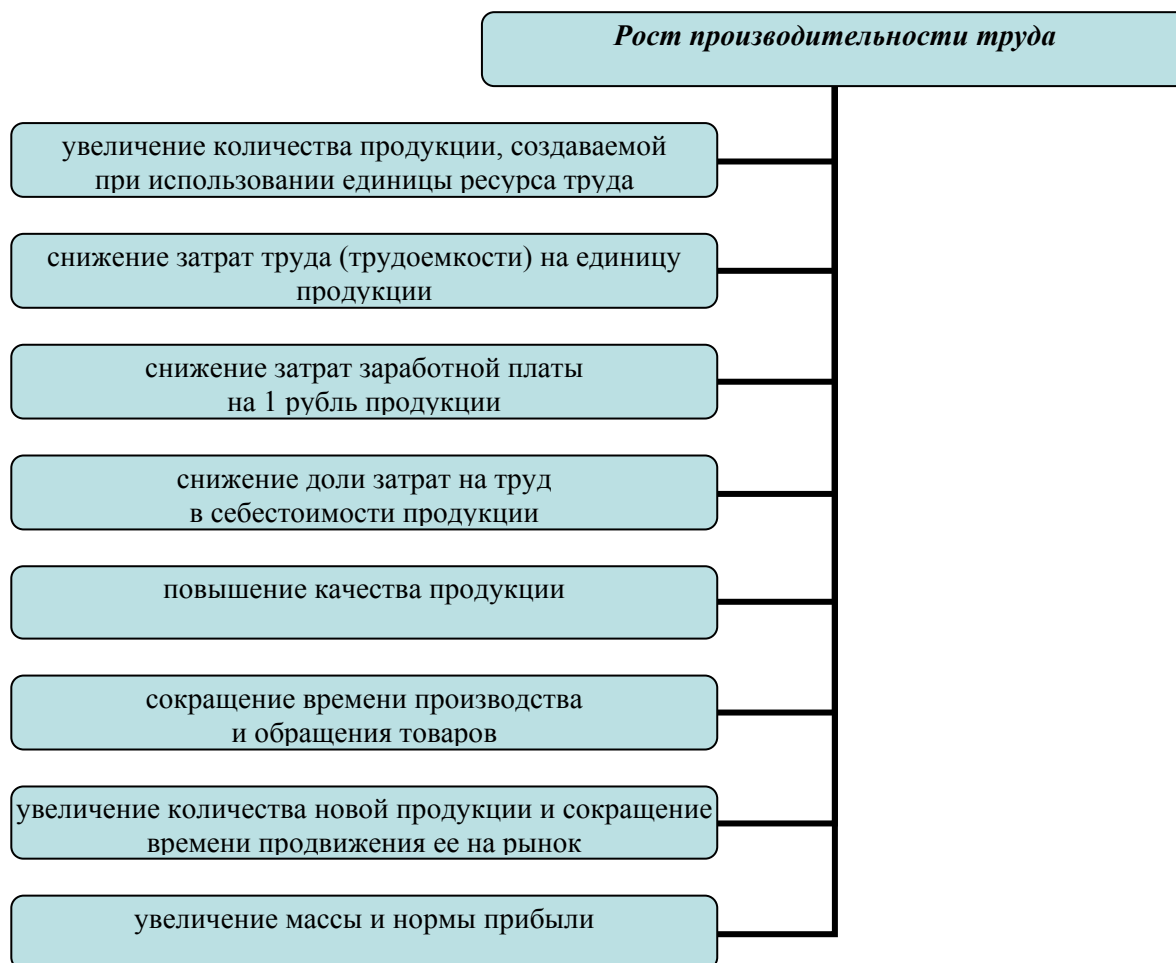 Рост производительности труда
увеличение количества продукции, создаваемой
при использовании единицы ресурса труда
снижение затрат труда (трудоемкости) на единицу
продукции
снижение затрат заработной платы
на 1 рубль продукции
снижение доли затрат на труд
в себестоимости продукции
повышение качества продукции
сокращение времени производства
и обращения товаров
увеличение количества новой продукции и сокращение
времени продвижения ее на рынок
увеличение массы и нормы прибыли